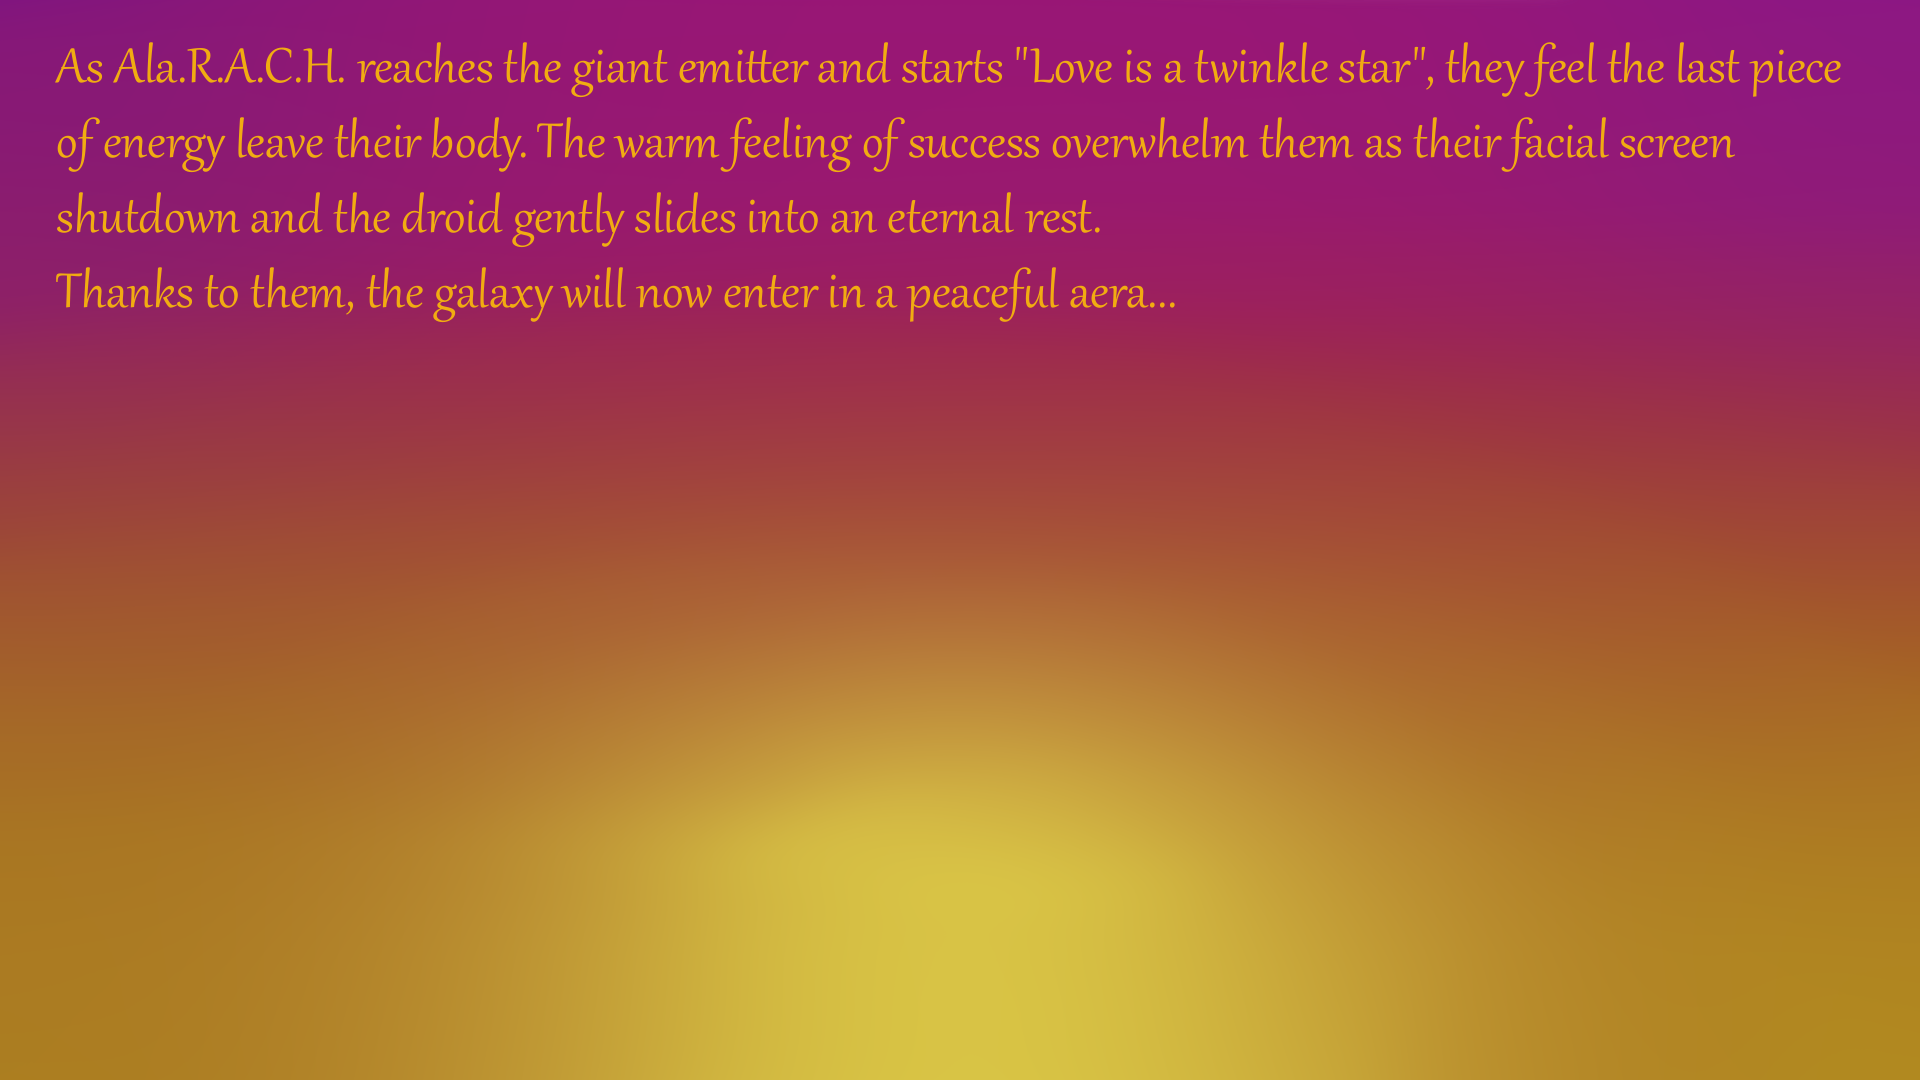 As Ala.R.A.C.H. reaches the giant emitter and starts "Love is a twinkle star", they feel the last piece
of energy leave their body. The warm feeling of success overwhelm them as their facial screen
shutdown and the droid gently slides into an eternal rest.
Thanks to them, the galaxy will now enter in a peaceful aera...